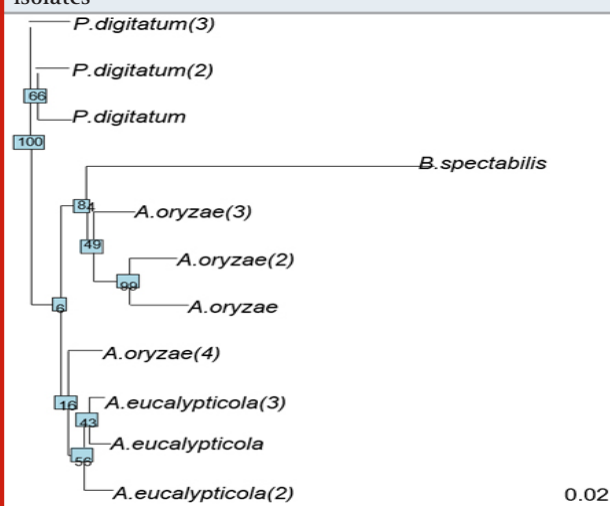 Isolates
P.digitatum(3)
P.digitatum(2)
66
P.digitatum
100
B.spectabilis
84
A.oryzae(3)
49
A.oryzae(2)
99
A.oryzae
6
A.oryzae(4)
16
A.eucalypticola(3)
43
A.eucalypticola
56
A.eucalypticola(2)
0.02